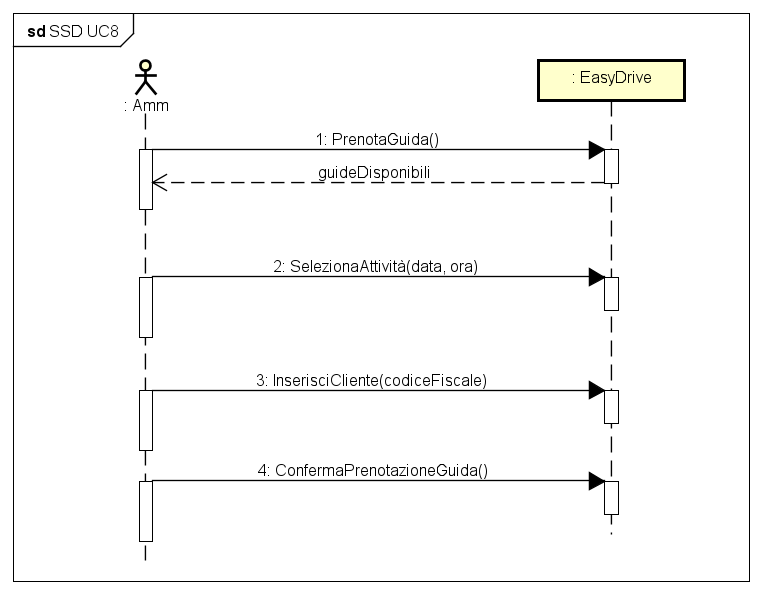 sd SSD UC8
: Amm
: EasyDrive
1: PrenotaGuida()
guideDisponibili
2: SelezionaAttività(data, ora)
3: InserisciCliente(codiceFiscale)
4: ConfermaPrenotazioneGuida()